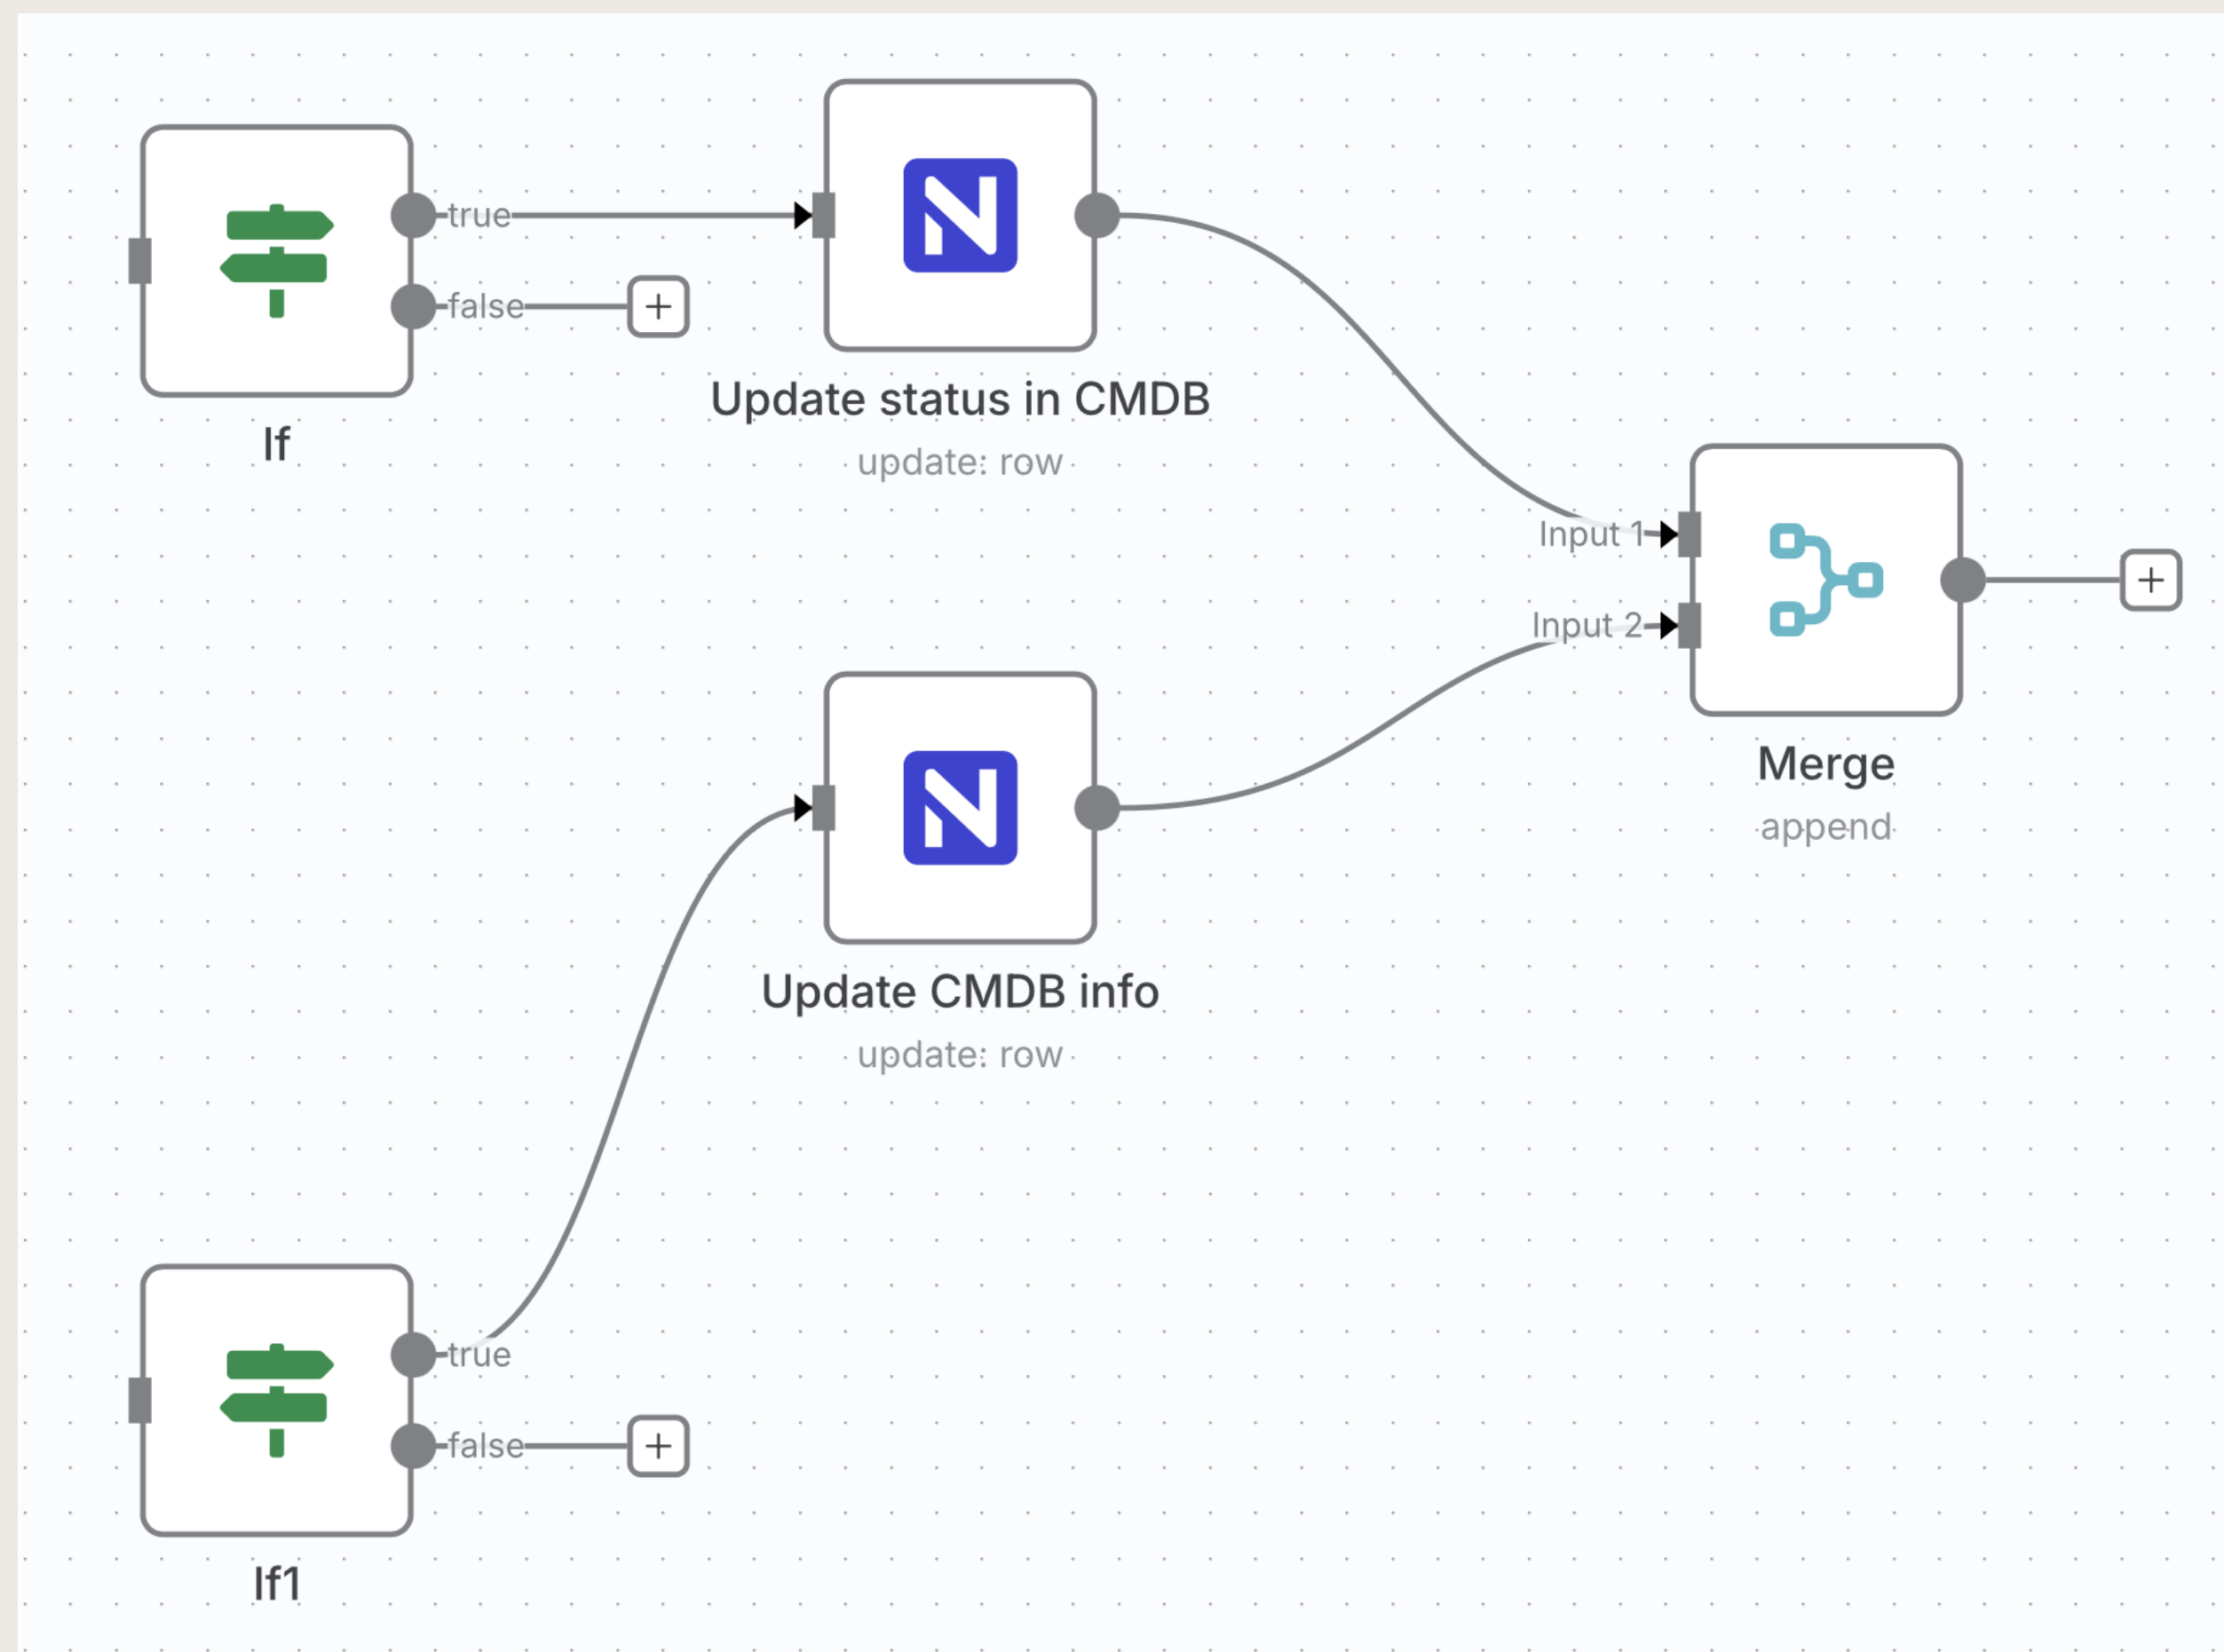 true
false
If
Update status in CMDB
update: row
Input 1
Input 2
Merge
append
Update CMDB info
update: row
true
false
If1